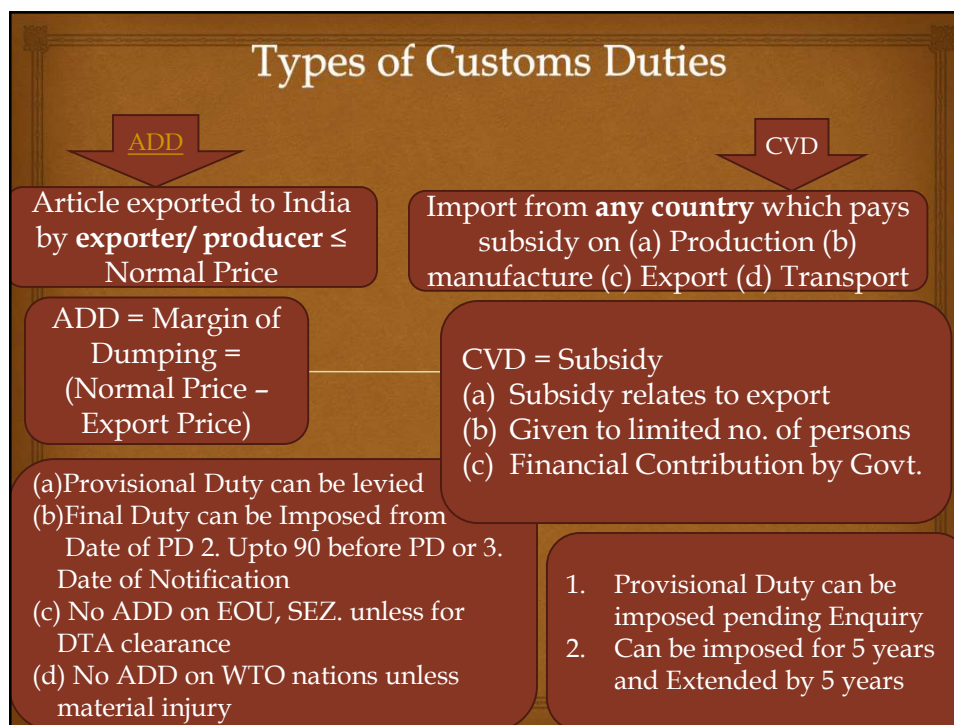 Types of Customs Duties
ADD
Article exported to India
by exporter/ producer ≤
Normal Price
ADD = Margin of
Dumping =
(Normal Price –
Export Price)
(a)Provisional Duty can be levied
(b)Final Duty can be Imposed from
Date of PD 2. Upto 90 before PD or 3.
Date of Notification
(c) No ADD on EOU, SEZ. unless for
DTA clearance
(d) No ADD on WTO nations unless
material injury
CVD
Import from any country which pays
subsidy on (a) Production (b)
manufacture (c) Export (d) Transport
CVD = Subsidy
(a) Subsidy relates to export
(b) Given to limited no. of persons
(c) Financial Contribution by Govt.
1. Provisional Duty can be
imposed pending Enquiry
2. Can be imposed for 5 years
and Extended by 5 years